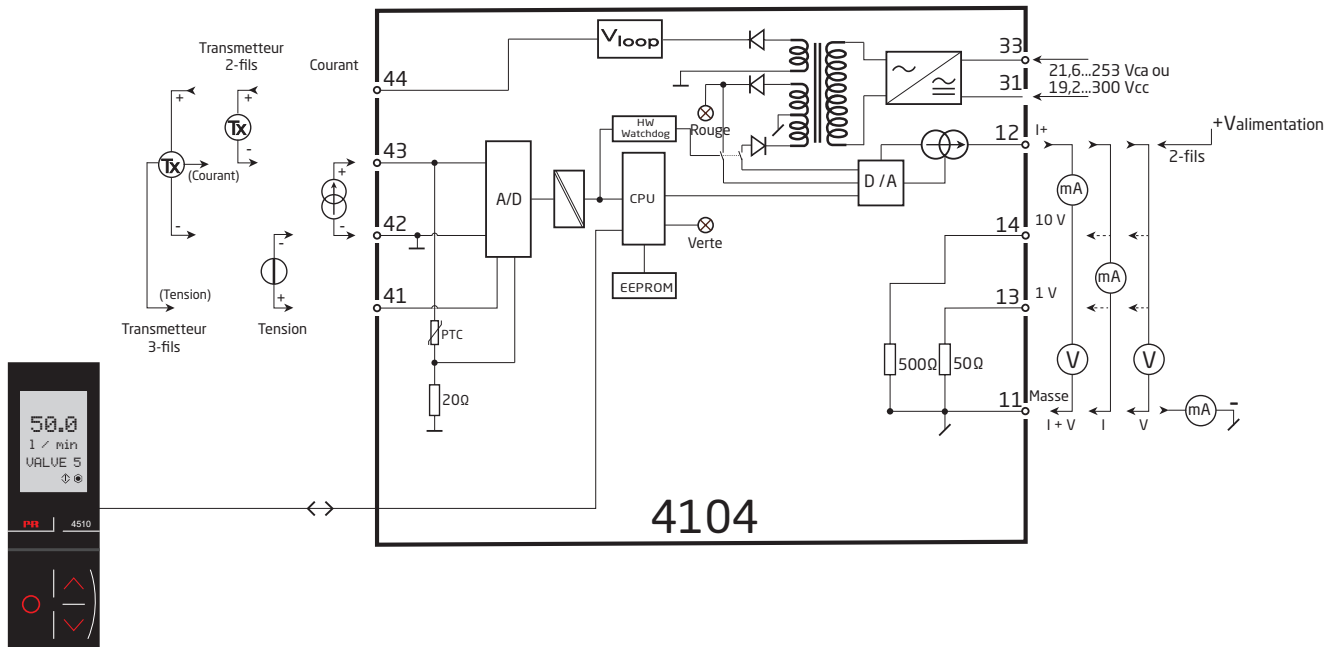 Transmetteur
2-fils
Courant
+
+
Tx
Tx
-
(Courant)
-
+
-
-
+
(Tension)
Transmetteur
3-fils
Tension
44
43
42
41
Vloop
Rouge
HW
Watchdog
A/D
CPU
D/A
Verte
EEPROM
PTC
20Ω
500Ω
50Ω
33
31
12
14
13
11
21,6...253 Vca ou
19,2...300 Vcc
I+
+Valimentation
2-fils
mA
10 V
mA
1 V
V
V
Masse
mA
-
I + V
I
V
4104
50.0
l / min
VALVE 5
PR
4510